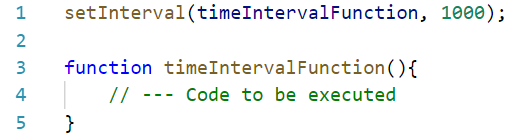 1 setInterval(timeIntervalFunction, 1000);
2
3 function timeIntervalFunction(){
4     // --- Code to be executed
5 }